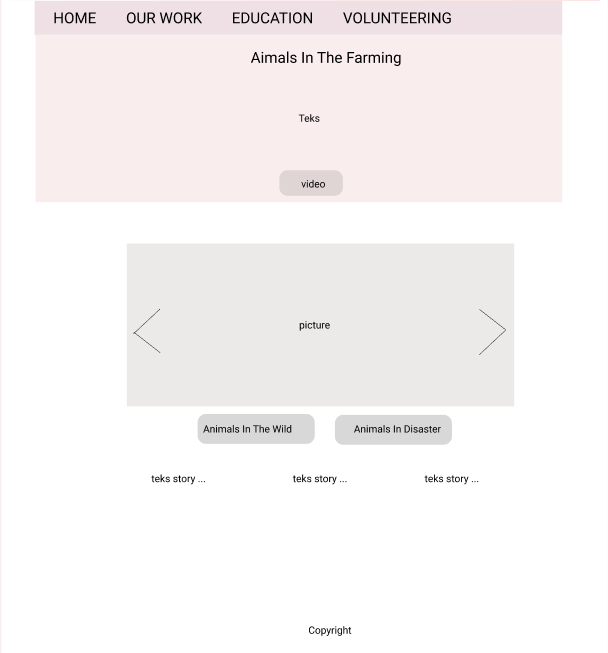 HOME OUR WORK EDUCATION VOLUNTEERING
Aimals In The Farming
Teks
video
picture
Animals In The Wild Animals In Disaster
teks story ... teks story ... teks story ...
Copyright